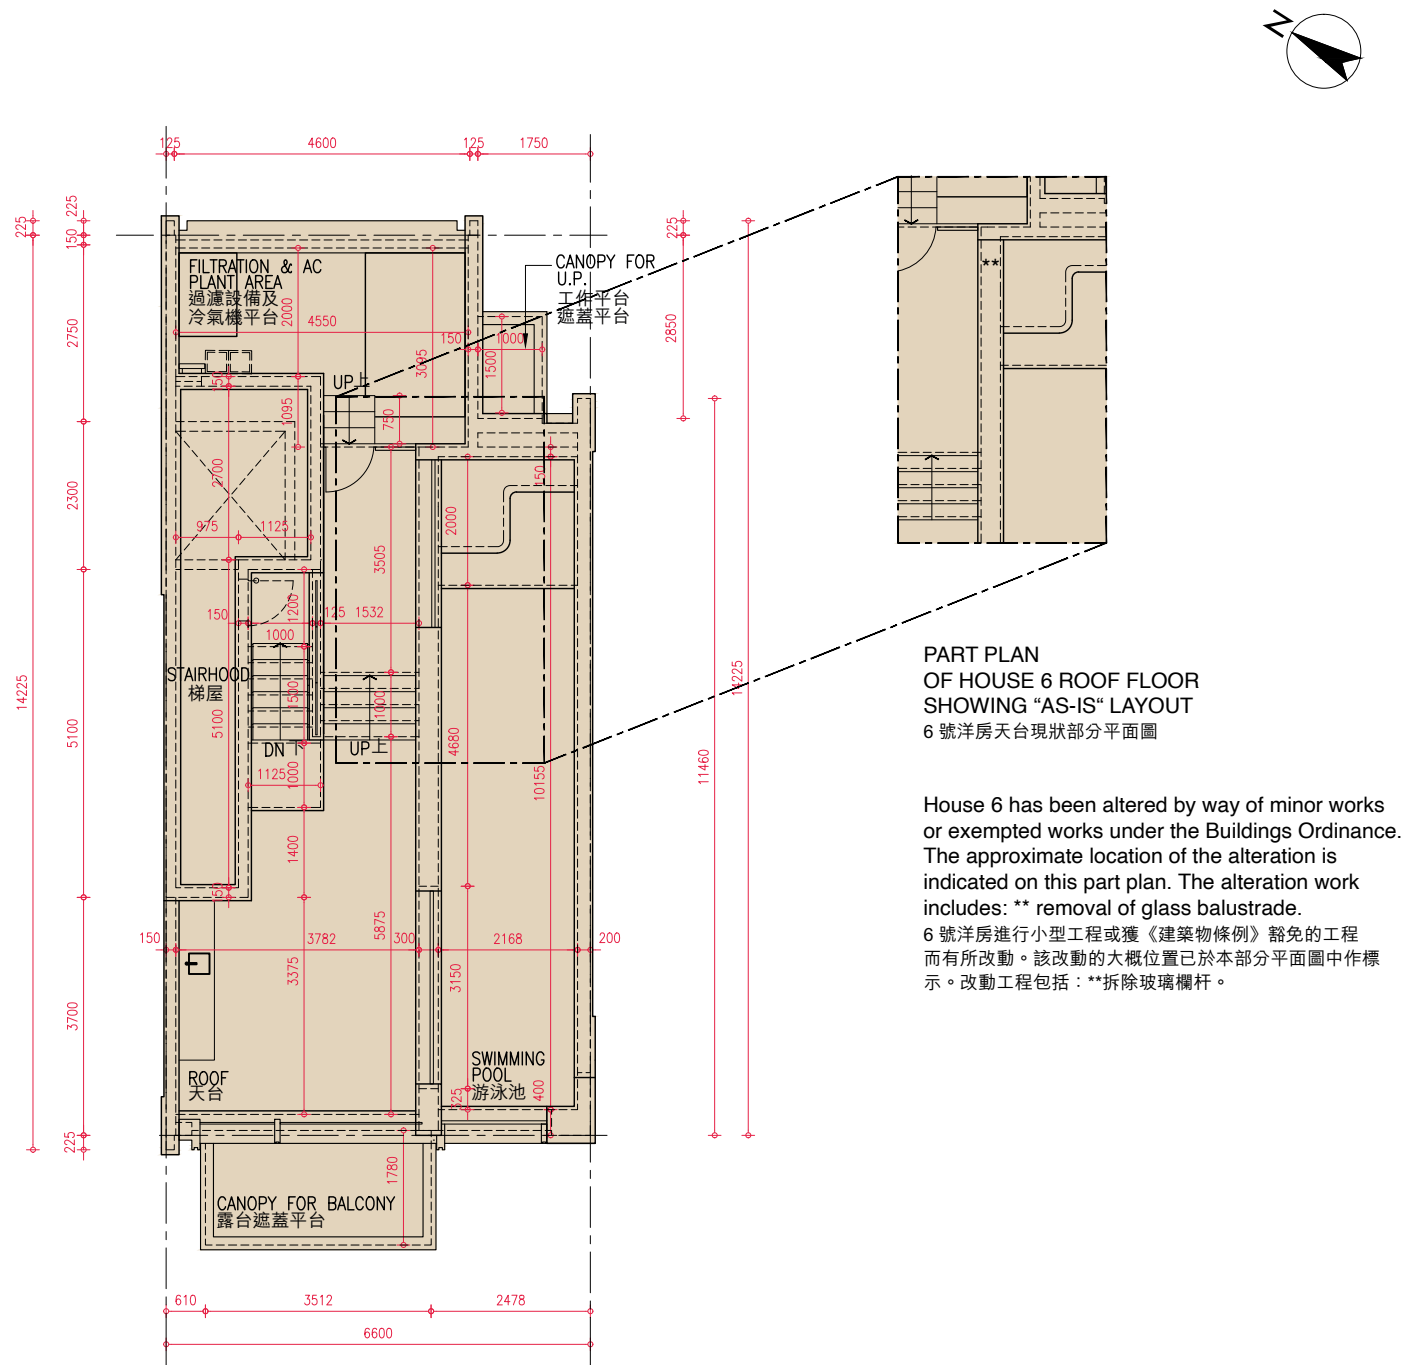 N
125
4600
125
1750
225
225
150
2750
2300
5100
3700
225
14225
FILTRATION & AC
PLANT AREA
過濾設備及
冷氣機平台
2000
4550
3095
CANOPY FOR
U.P.
工作平台
遮蓋平台
150
1000
1500
225
2850
UP上
150
1095
750
2700
975
1125
150
2000
3505
150
1200
125
1532
1000
STAIRHOOD
梯屋
1500
1000
5100
DN下
UP上
1125
1000
4680
10155
11460
14225
1400
150
150
3782
5875
300
2168
200
3375
3150
ROOF
天台
SWIMMING
POOL
游泳池
525
400
1780
CANOPY FOR BALCONY
露台遮蓋平台
610
3512
2478
6600
**
PART PLAN
OF HOUSE 6 ROOF FLOOR
SHOWING “AS-IS“ LAYOUT
6 號洋房天台現狀部分平面圖
House 6 has been altered by way of minor works
or exempted works under the Buildings Ordinance.
The approximate location of the alteration is
indicated on this part plan. The alteration work
includes: ** removal of glass balustrade.
6 號洋房進行小型工程或獲《建築物條例》豁免的工程
而有所改動。該改動的大概位置已於本部分平面圖中作標
示。改動工程包括：**拆除玻璃欄杆。